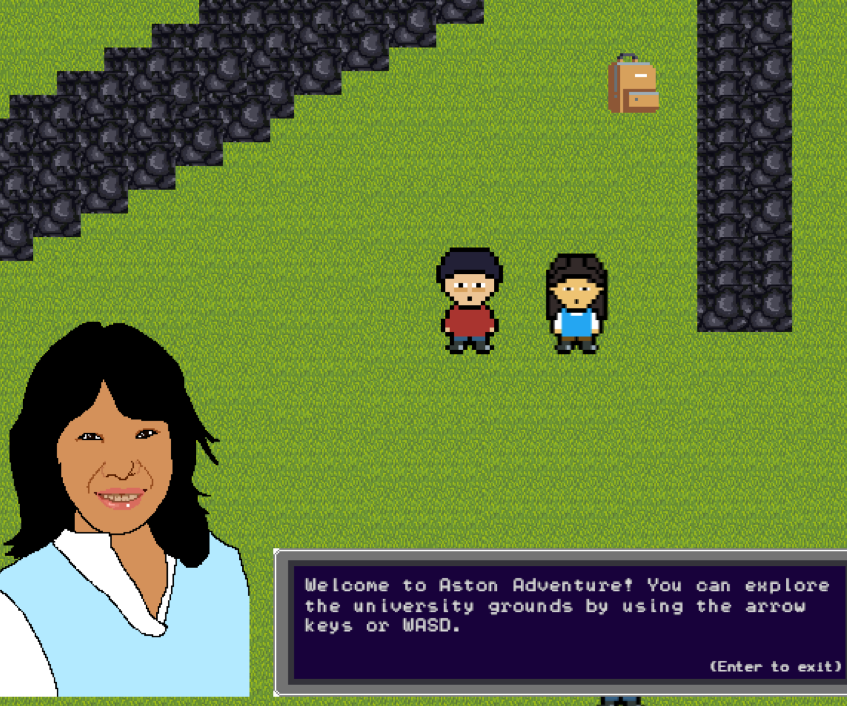 Welcome to Aston Adventure! You can explore
the university grounds by using the arrow
keys or WASD.
(Enter to exit)